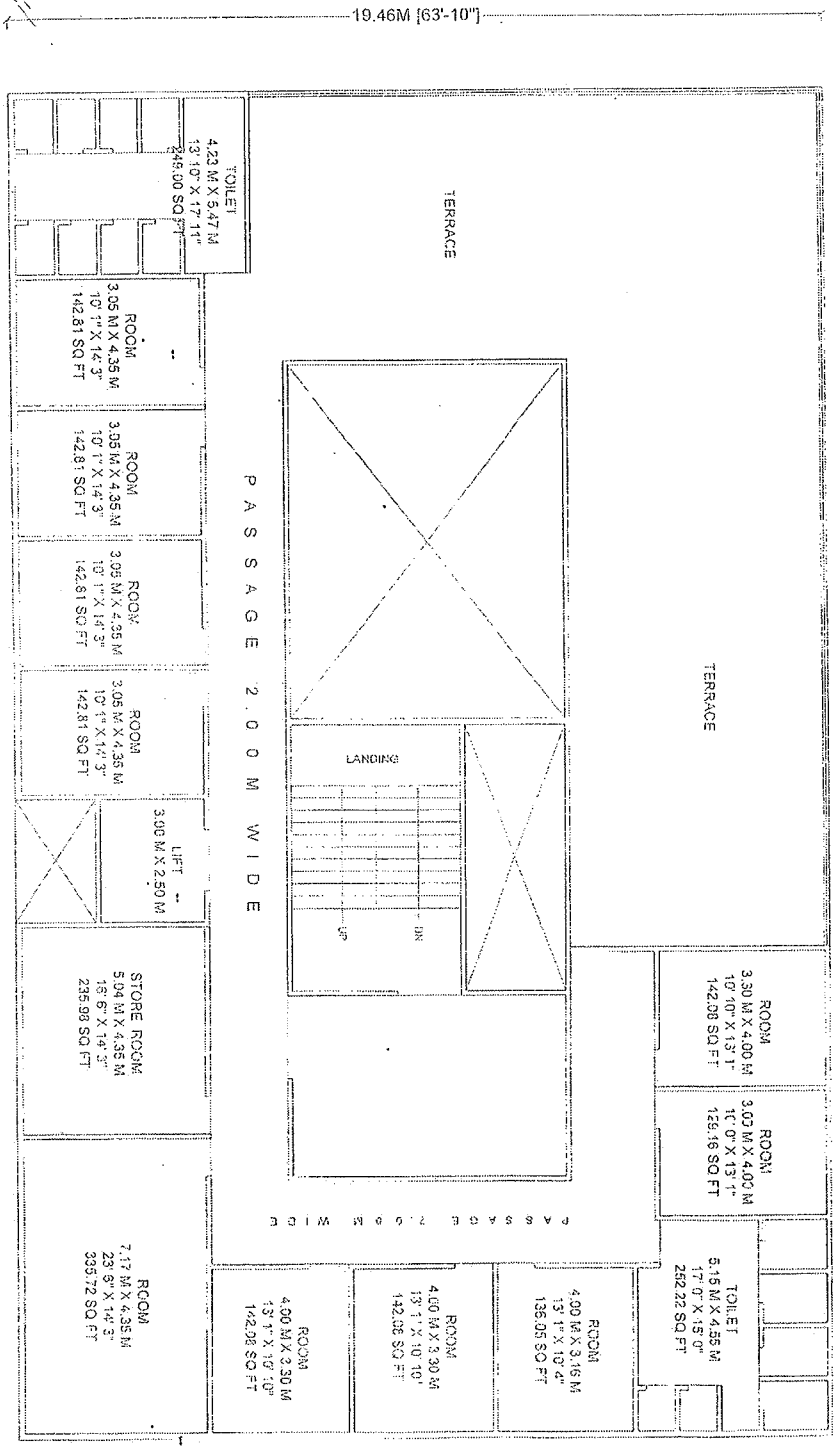 19.46M [63'-10"]
TOILET
4.23 M X 5.47 M
13' 10" X 17' 11"
249.00 SQ FT
TERRACE
TERRACE
ROOM
3.05 M X 4.35 M
10' 1" X 14' 3"
142.81 SQ FT
ROOM
3.05 M X 4.35 M
10' 1" X 14' 3"
142.81 SQ FT
ROOM
3.05 M X 4.35 M
10' 1" X 14' 3"
142.81 SQ FT
ROOM
3.05 M X 4.35 M
10' 1" X 14' 3"
142.81 SQ FT
PASSAGE 2.00M WIDE
LANDING
UP
DN
LIFT
3.00 M X 2.50 M
STORE ROOM
5.04 M X 4.35 M
16' 6" X 14' 3"
235.98 SQ FT
ROOM
7.17 M X 4.35 M
23' 6" X 14' 3"
335.72 SQ FT
ROOM
3.30 M X 4.00 M
10' 10" X 13' 1"
142.08 SQ FT
ROOM
3.00 M X 4.00 M
10' 0" X 13' 1"
129.16 SQ FT
PASSAGE WIDE
TOILET
5.15 M X 4.55 M
17' 0" X 15' 0"
252.22 SQ FT
ROOM
4.00 M X 3.16 M
13' 1" X 10' 4"
136.05 SQ FT
ROOM
4.00 M X 3.30 M
13' 1" X 10' 10"
142.08 SQ FT
ROOM
4.00 M X 3.30 M
13' 1" X 10' 10"
142.08 SQ FT